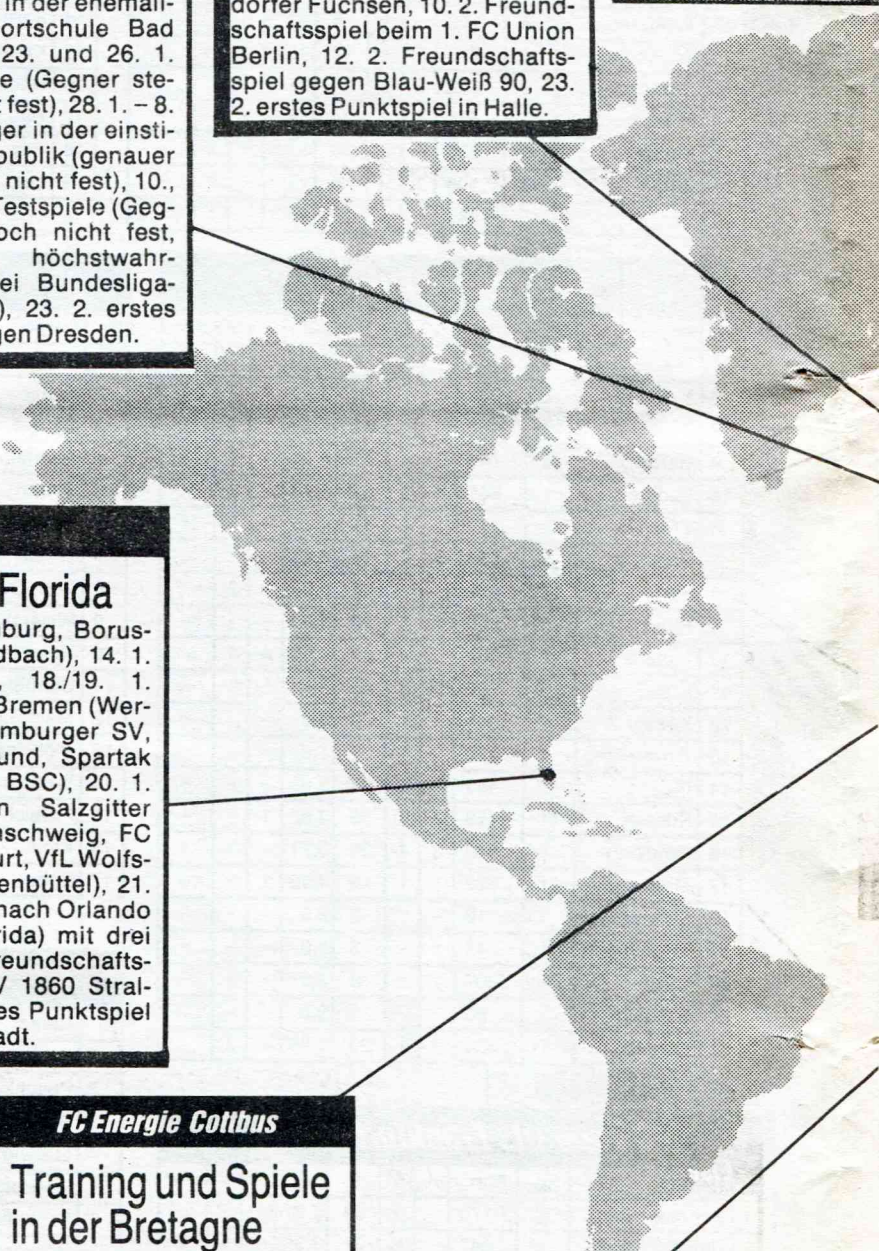 in der ehemali-
ortschule Bad
23. und 26. 1.
e (Gegner ste-
t fest), 28. 1. – 8.
ger in der einsti-
publik (genauer
nicht fest), 10.,
Testspiele (Geg-
och nicht fest,
höchstwahr-
ei Bundesliga-
), 23. 2. erstes
gen Dresden.
dorfer Füchsen, 10. 2. Freund-
schaftsspiel beim 1. FC Union
Berlin, 12. 2. Freundschafts-
spiel gegen Blau-Weiß 90, 23.
2. erstes Punktspiel in Halle.
Florida
burg, Borus-
dbach), 14. 1.
, 18./19. 1.
Bremen (Wer-
mburger SV,
und, Spartak
BSC), 20. 1.
n Salzgitter
nschweig, FC
urt, VfL Wolfs-
enbüttel), 21.
nach Orlando
rida) mit drei
reundschafts-
V 1860 Stral-
es Punktspiel
adt.
FC Energie Cottbus
Training und Spiele
in der Bretagne